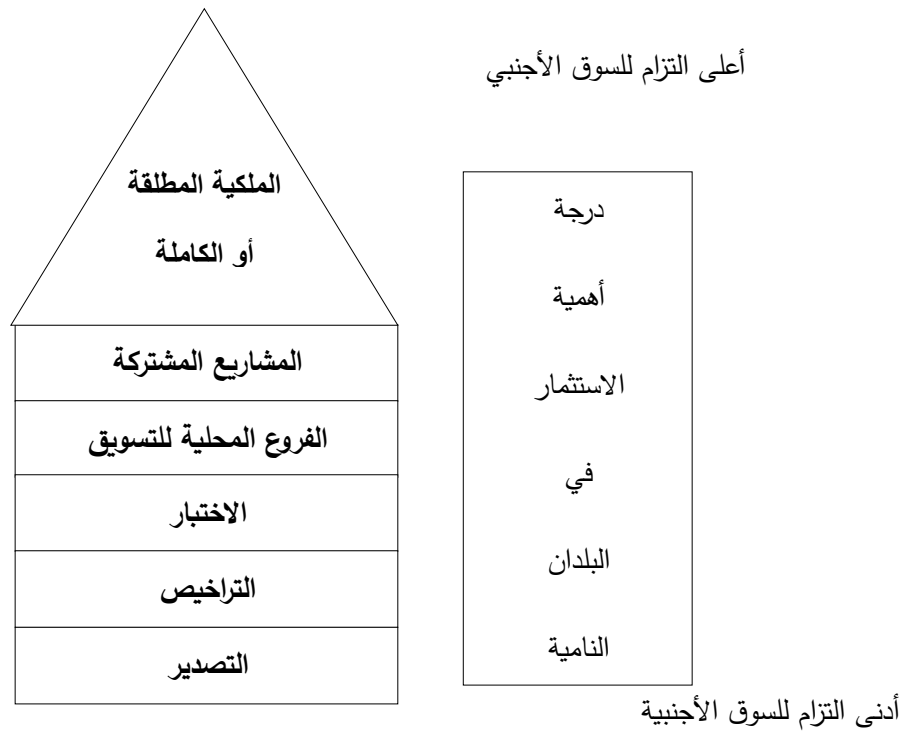 أعلى التزام للسوق الأجنبي
الملكية المطلقة
أو الكاملة
المشاريع المشتركة
الفروع المحلية للتسويق
الاختبار
التراخيص
التصدير
درجة
أهمية
الاستثمار
في
البلدان
النامية
أدنى التزام للسوق الأجنبية